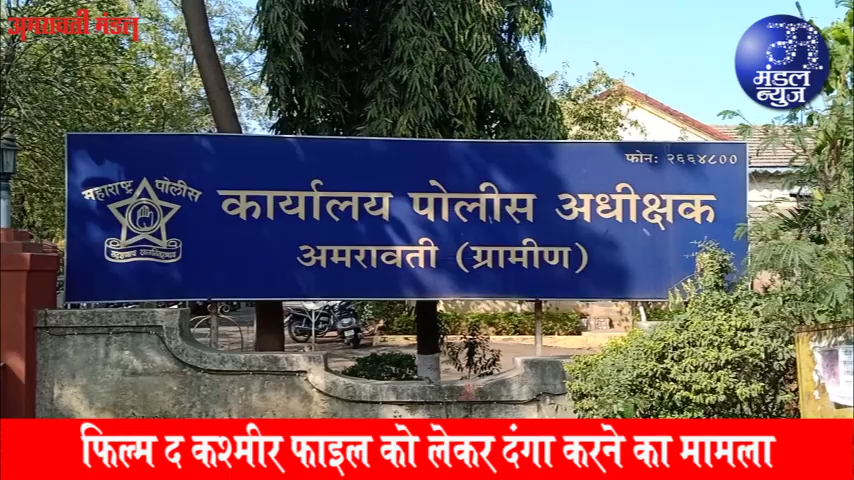 अमरावती मंडल
मंडल
न्यूज
फोन: २६६४८००
महाराष्ट्र पोलीस
कार्यालय पोलीस अधीक्षक
अमरावती (ग्रामीण)
फिल्म द कश्मीर फाइल को लेकर दंगा करने का मामला